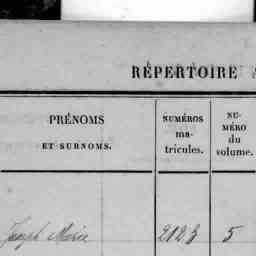 RÉPERTOIRE
PRÉNOMS
ET SURNOMS.
NUMÉROS
ma-
tricules.
NU-
MÉRO
du
volume.
Joseph Marie 2123 5